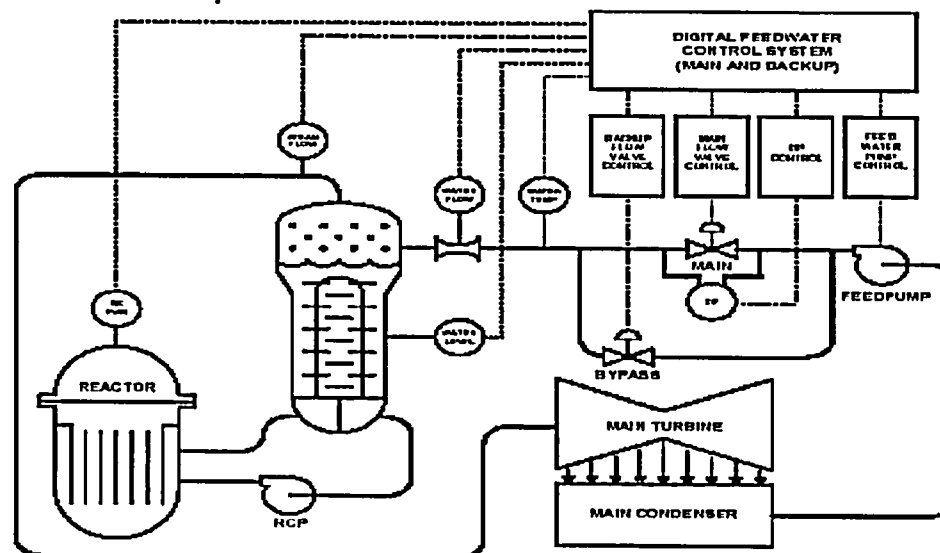 DIGITAL FEEDWATER
CONTROL SYSTEM
(MAIN AND BACKUP)
BACKUP
FLOW
VALVE
CONTROL
MAIN
FLOW
VALVE
CONTROL
CONTROL
FEED
WATER
PUMP
CONTROL
STEAM
FLOW
WATER
FLOW
WATER
TEMP
MAIN
FEEDPUMP
WATER
LEVEL
BYPASS
REACTOR
MAIN TURBINE
RCP
MAIN CONDENSER